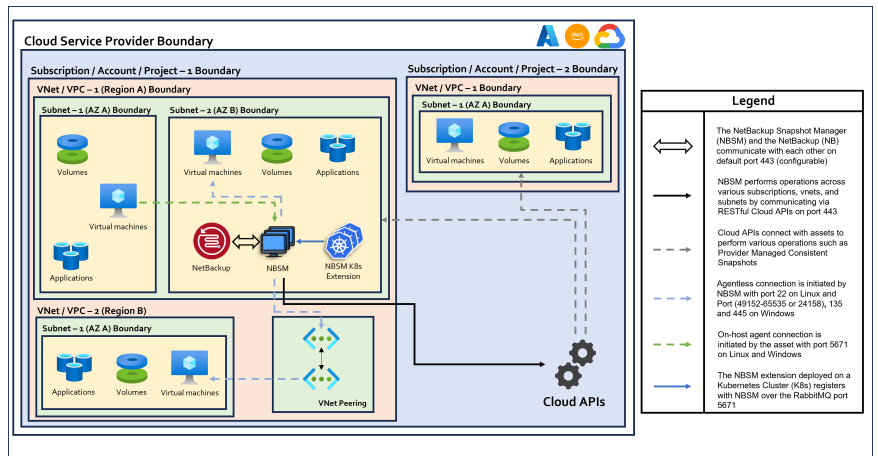 Cloud Service Provider Boundary
aws
Subscription / Account / Project – 1 Boundary
VNet / VPC – 1 (Region A) Boundary
Subnet – 1 (AZ A) Boundary
Volumes
Virtual machines
Applications
Subnet – 2 (AZ B) Boundary
Virtual machines
Volumes
Applications
NetBackup
NBSM
NBSM K8s
Extension
VNet / VPC – 2 (Region B)
Subnet – 1 (AZ A) Boundary
Applications
Volumes
Virtual machines
VNet Peering
Subscription / Account / Project – 2 Boundary
VNet / VPC – 1 Boundary
Subnet – 1 (AZ A) Boundary
Virtual machines
Volumes
Applications
Cloud APIs
Legend
The NetBackup Snapshot Manager
(NBSM) and the NetBackup (NB)
communicate with each other on
default port 443 (configurable)
NBSM performs operations across
various subscriptions, vnets, and
subnets by communicating via
RESTful Cloud APIs on port 443
Cloud APIs connect with assets to
perform various operations such as
Provider Managed Consistent
Snapshots
Agentless connection is initiated by
NBSM with port 22 on Linux and
Port (49152-65535 or 24158), 135
and 445 on Windows
On-host agent connection is
initiated by the asset with port 5671
on Linux and Windows
The NBSM extension deployed on a
Kubernetes Cluster (K8s) registers
with NBSM over the RabbitMQ port
5671